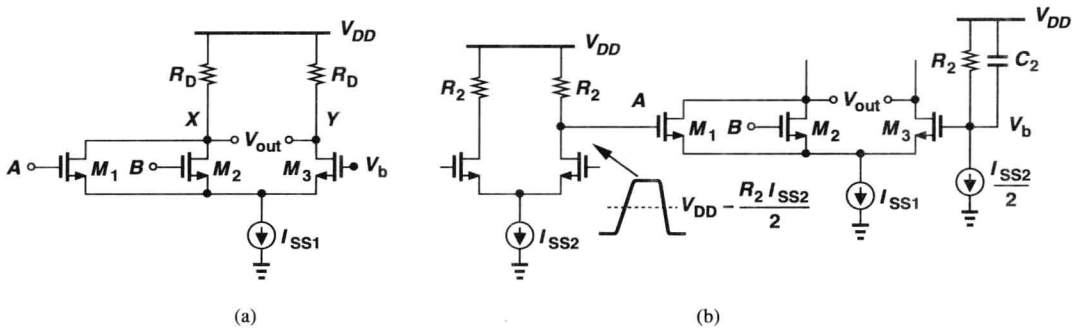 V_DD
R_D R_D
X Y
V_out
A M_1 B M_2 M_3 V_b
I_SS1
(a)
V_DD
R_2 R_2
A
I_SS2
V_DD – R_2 I_SS2 / 2
V_DD
R_2 C_2
V_out
M_1 B M_2 M_3 V_b
I_SS1
I_SS2 / 2
(b)